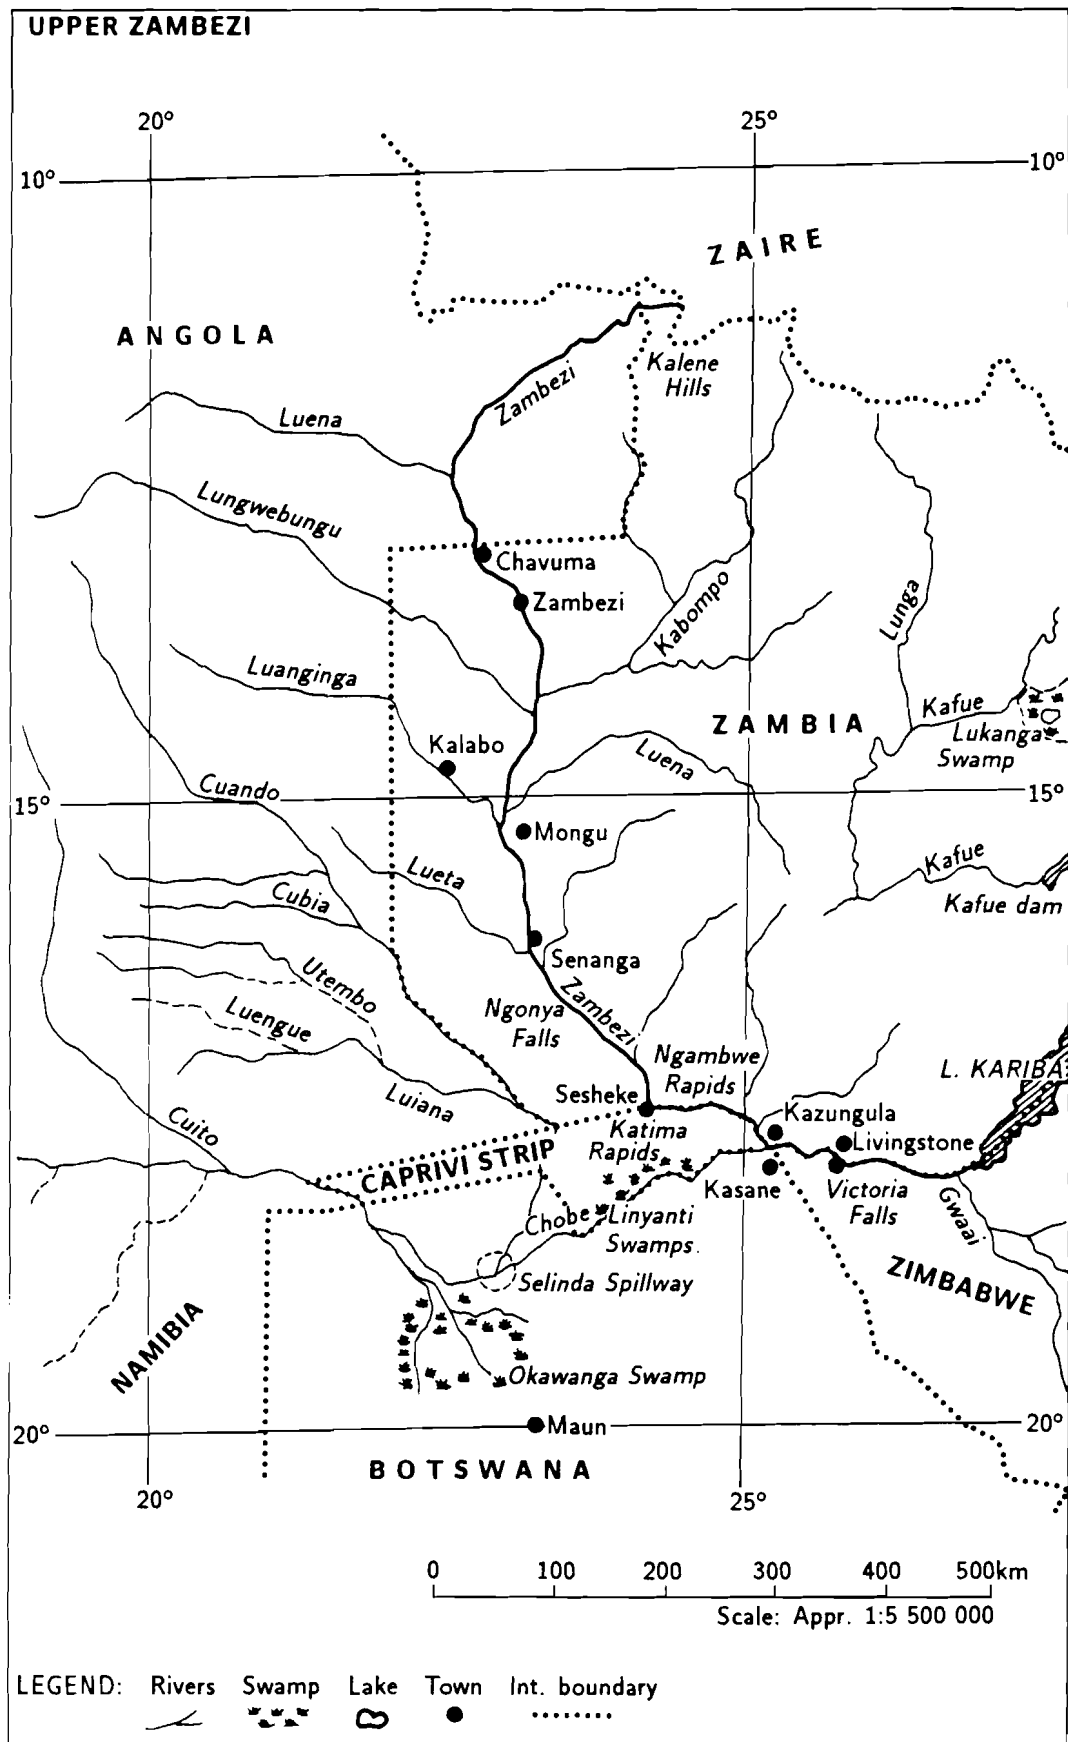 UPPER ZAMBEZI
20° 25°
10° 10°
ZAIRE
ANGOLA
Kalene
Hills
Zambezi
Luena
Lungwebungu
Chavuma
Zambezi
Kabompo
Lunga
Luanginga
Kafue
ZAMBIA
Lukanga
Swamp
Kalabo
Luena
Cuando
15° 15°
Mongu
Kafue
Lueta
Cubia
Kafue dam
Senanga
Utembo
Zambezi
Ngonya
Falls
Luengue
Ngambwe
Rapids
L. KARIBA
Sesheke
Luiana
Kazungula
Cuito
Katima
Rapids
Livingstone
CAPRIVI STRIP
Kasane
Victoria
Falls
Chobe
Linyanti
Swamps.
Gwaai
Selinda Spillway
ZIMBABWE
NAMIBIA
Okawanga Swamp
20° 20°
Maun
BOTSWANA
20° 25°
0 100 200 300 400 500km
Scale: Appr. 1:5 500 000
LEGEND: Rivers Swamp Lake Town Int. boundary